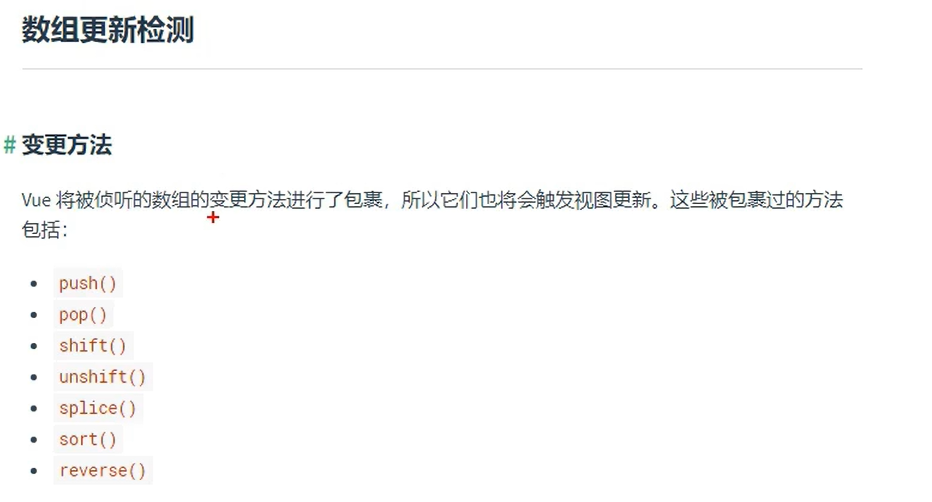 数组更新检测
# 变更方法
Vue 将被侦听的数组的变更方法进行了包裹，所以它们也将会触发视图更新。这些被包裹过的方法
包括：
push()
pop()
shift()
unshift()
splice()
sort()
reverse()